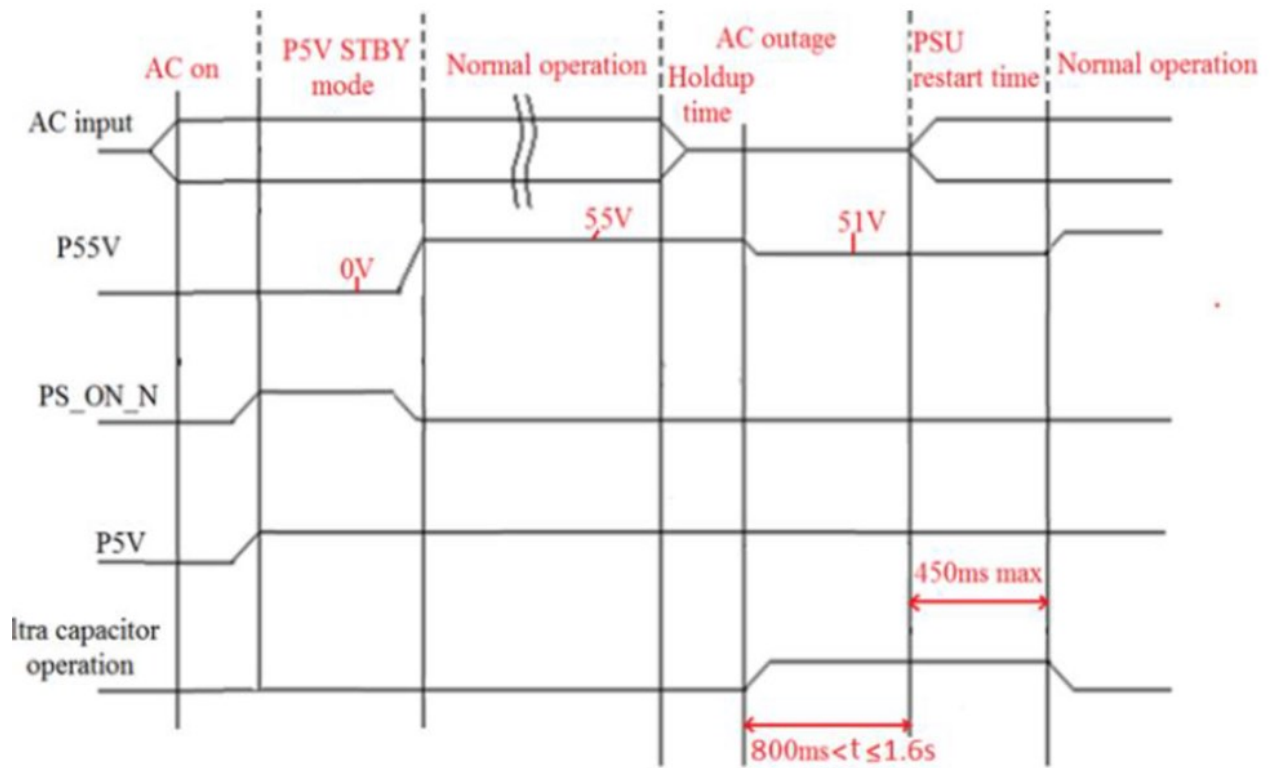 AC on
P5V STBY
mode
Normal operation
AC outage
Holdup
time
PSU
restart time
Normal operation
AC input
P55V
0V
55V
51V
PS_ON_N
P5V
450ms max
ltra capacitor
operation
800ms<t≤1.6s